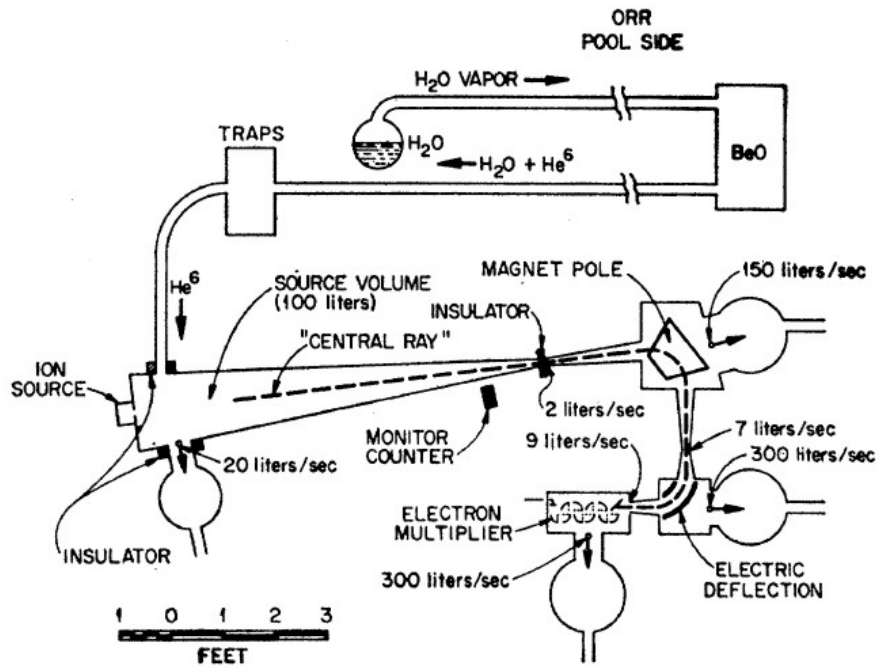 ORR
POOL SIDE
H₂O VAPOR
TRAPS
H₂O
H₂O + He⁶
BeO
He⁶
SOURCE VOLUME
(100 liters)
MAGNET POLE
150 liters/sec
INSULATOR
"CENTRAL RAY"
ION
SOURCE
2 liters/sec
MONITOR
COUNTER
9 liters/sec
7 liters/sec
20 liters/sec
300 liters/sec
ELECTRON
MULTIPLIER
INSULATOR
300 liters/sec
ELECTRIC
DEFLECTION
1 0 1 2 3
FEET